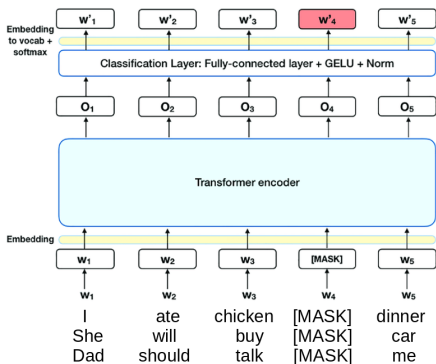 w'1 w'2 w'3 w'4 w'5
Embedding to vocab + softmax
Classification Layer: Fully-connected layer + GELU + Norm
O1 O2 O3 O4 O5
Transformer encoder
Embedding
w1 w2 w3 [MASK] w5
w1 w2 w3 w4 w5
I ate chicken [MASK] dinner
She will buy [MASK] car
Dad should talk [MASK] me